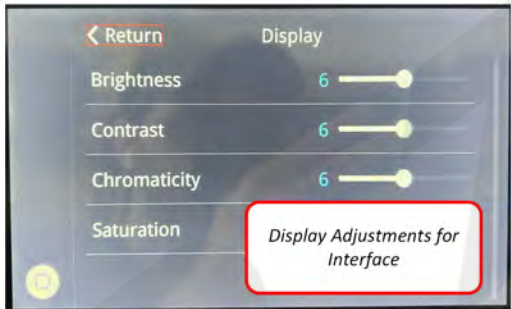 Return Display
Brightness 6
Contrast 6
Chromaticity 6
Saturation
Display Adjustments for
Interface